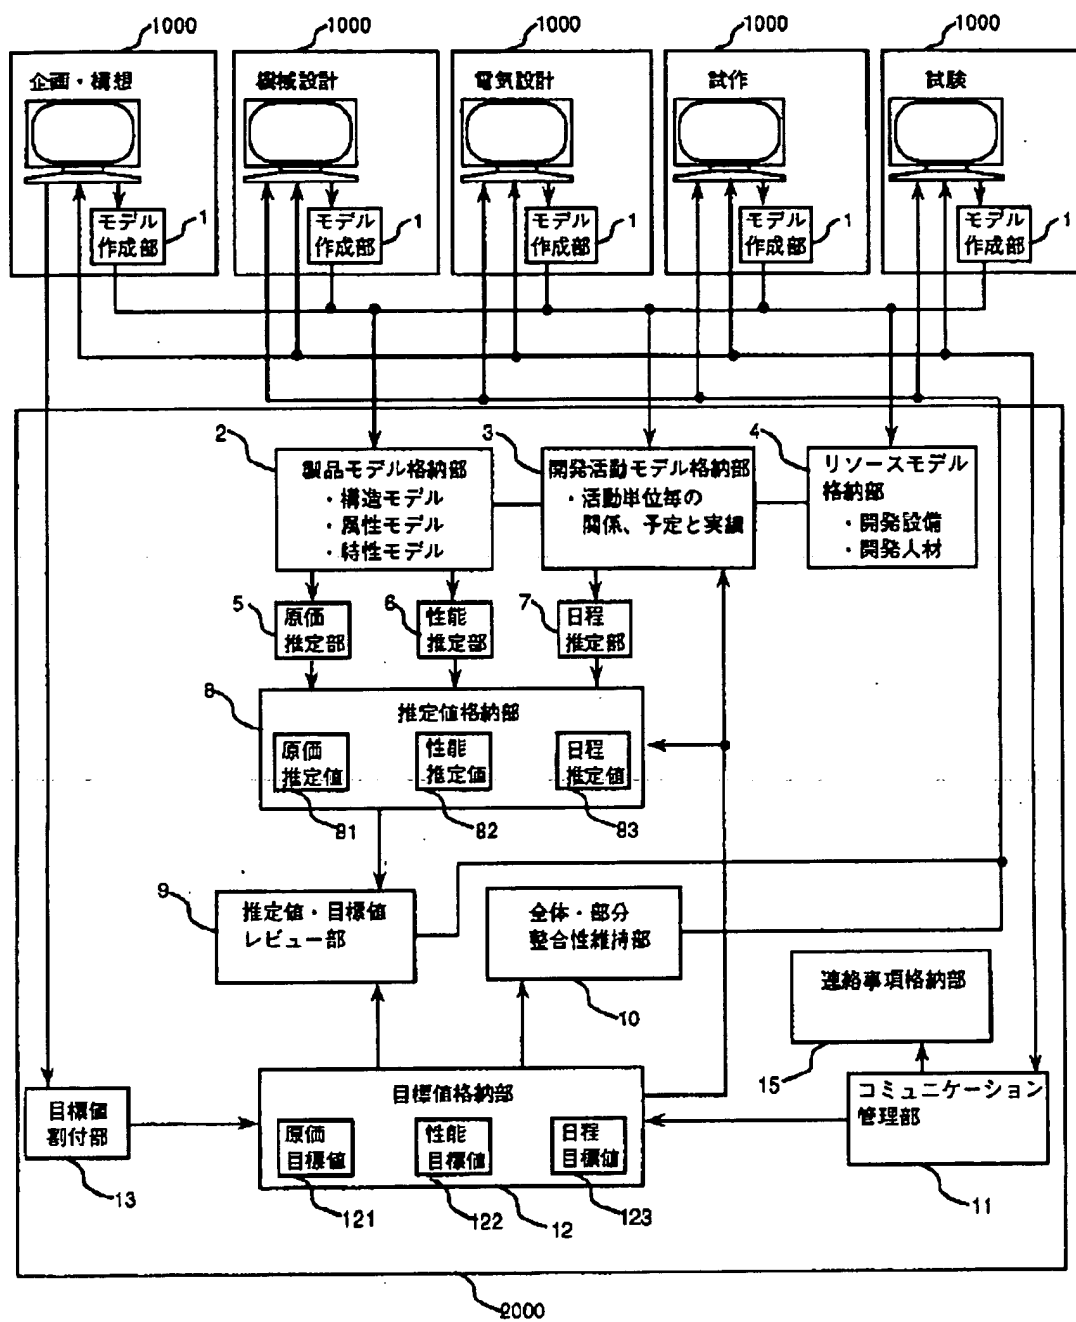 1000
1000
1000
1000
1000
企画・構想
機械設計
電気設計
試作
試験
モデル
作成部
1
モデル
作成部
1
モデル
作成部
1
モデル
作成部
1
モデル
作成部
1
2
製品モデル格納部
・構造モデル
・属性モデル
・特性モデル
3
開発活動モデル格納部
・活動単位毎の
関係、予定と実績
4
リソースモデル
格納部
・開発設備
・開発人材
5
原価
推定部
6
性能
推定部
7
日程
推定部
8
推定値格納部
原価
推定値
性能
推定値
日程
推定値
81
82
83
9
推定値・目標値
レビュー部
全体・部分
整合性維持部
10
連絡事項格納部
15
目標値
割付部
13
目標値格納部
原価
目標値
性能
目標値
日程
目標値
121
122
12
123
コミュニケーション
管理部
11
2000